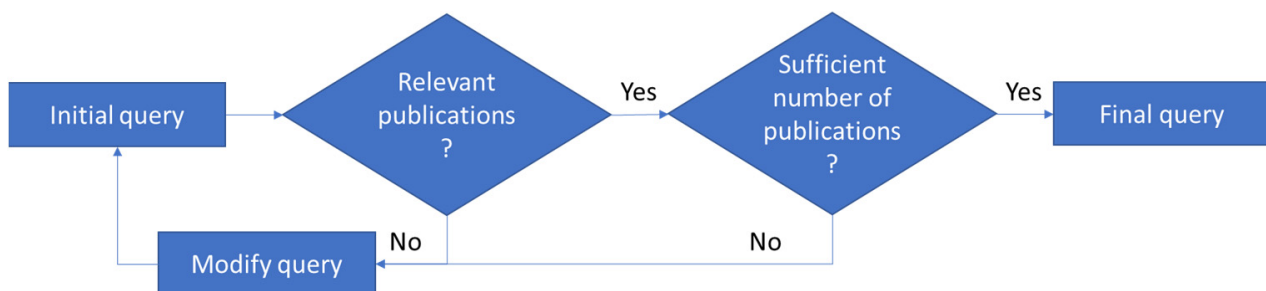 Initial query
Relevant
publications
?
Yes
Sufficient
number of
publications
?
Yes
Final query
No
No
Modify query